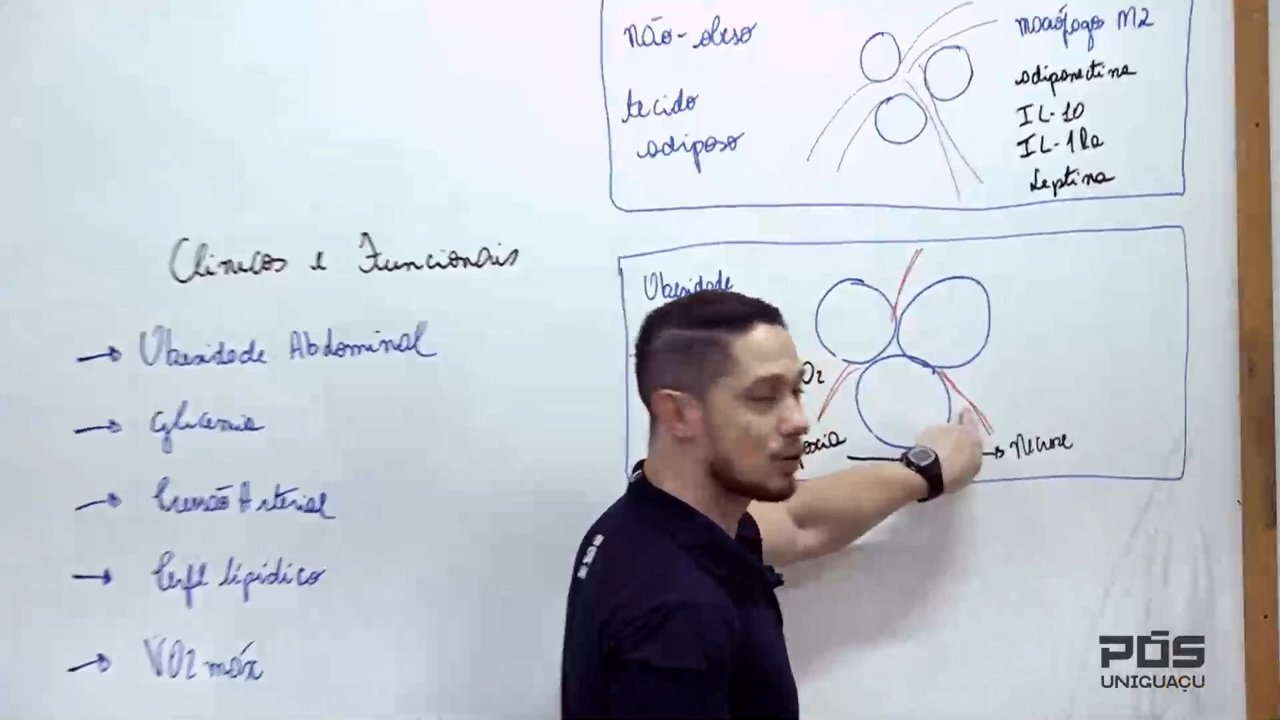 não-obeso
tecido
adiposo
macófogo M2
adiponectina
IL-10
IL-1Ra
Leptina
Clínicos e Funcionais
→ Obesidade Abdominal
→ Glicemia
→ Pressão Arterial
→ Perfil lipídico
→ VO2 máx
Obesidade
O2
→ Necrose
PÓS
UNIGUAÇU